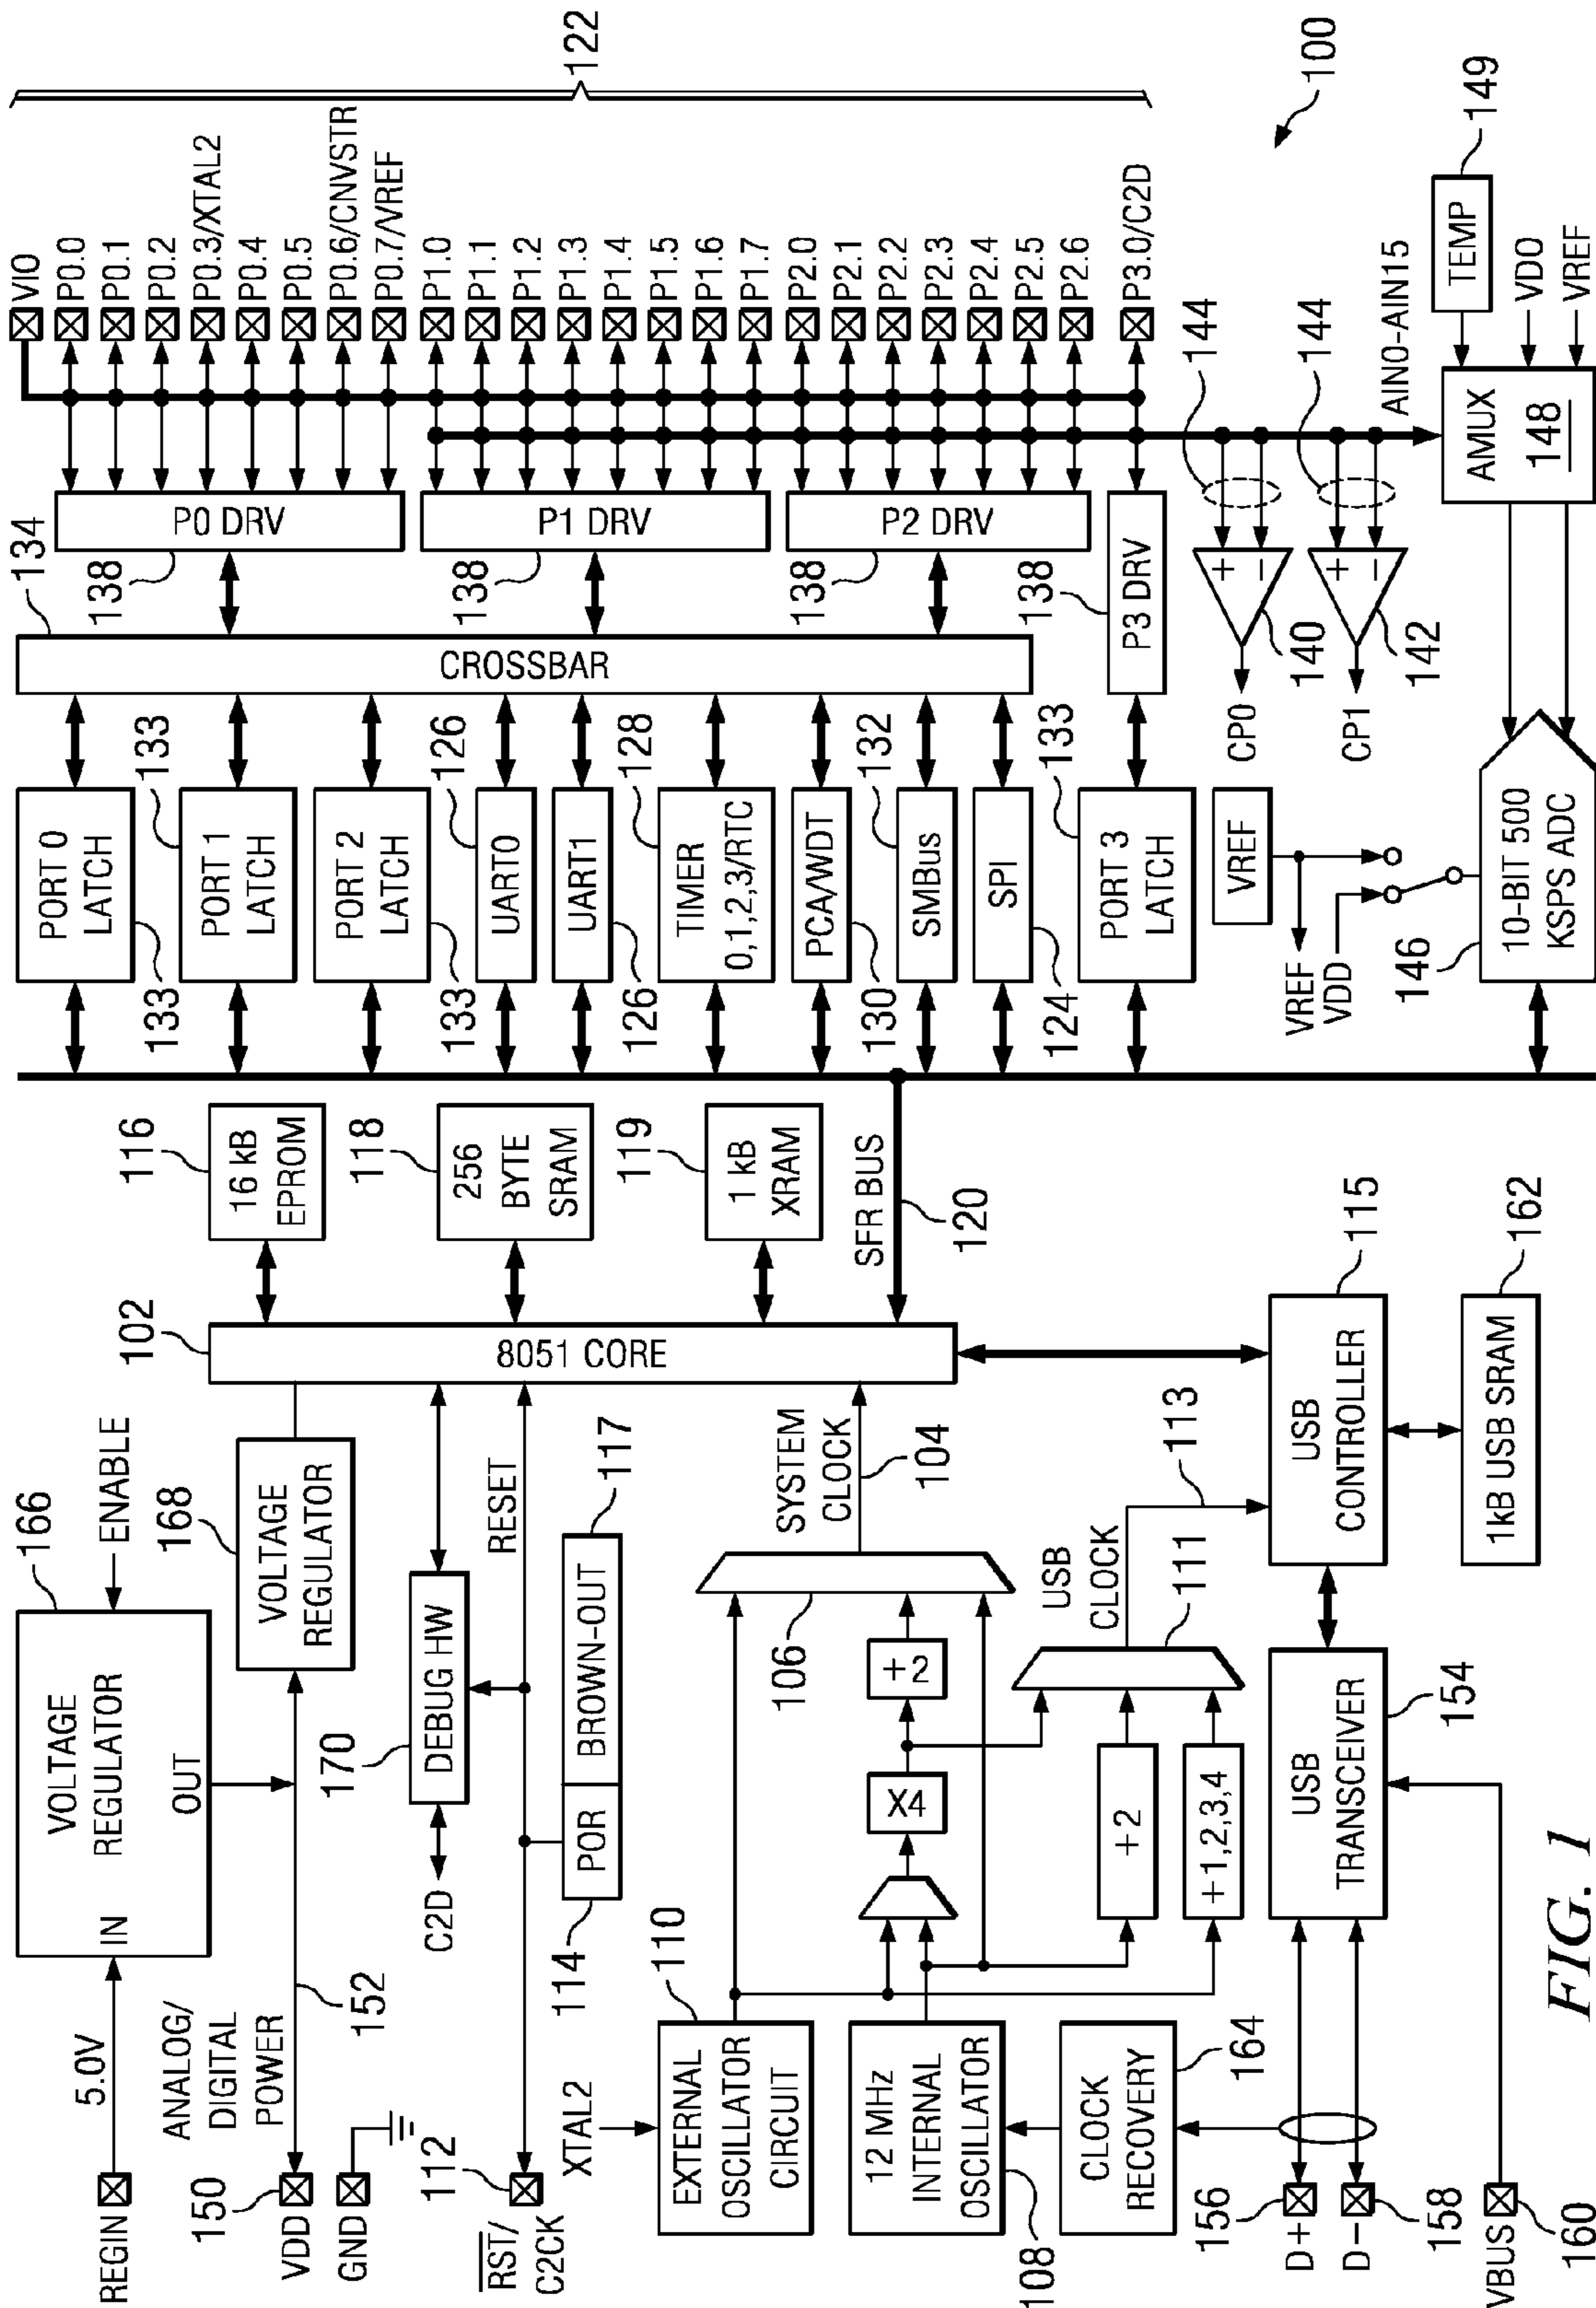 REGIN
5.0V
IN
VOLTAGE
REGULATOR
OUT
166
ENABLE
150
VDD
GND
ANALOG/
DIGITAL
POWER
152
168
VOLTAGE
REGULATOR
102
8051 CORE
116
16 kB
EPROM
118
256
BYTE
SRAM
119
1 kB
XRAM
SFR BUS
120
C2D
170
DEBUG HW
RESET
112
RST/
C2CK
114
POR
BROWN-OUT
117
XTAL2
110
EXTERNAL
OSCILLATOR
CIRCUIT
12 MHz
INTERNAL
OSCILLATOR
108
CLOCK
RECOVERY
164
X4
+2
106
SYSTEM
CLOCK
104
+2
+1,2,3,4
USB
CLOCK
111
113
USB
CONTROLLER
115
1kB USB SRAM
162
USB
TRANSCEIVER
154
156
D+
D−
158
VBUS
160
PORT 0
LATCH
133
PORT 1
LATCH
133
PORT 2
LATCH
133
UART0
126
UART1
126
TIMER
0,1,2,3/RTC
128
PCA/WDT
130
SMBus
132
SPI
124
PORT 3
LATCH
133
134
CROSSBAR
P0 DRV
138
P1 DRV
138
P2 DRV
138
P3 DRV
138
VIO
P0.0
P0.1
P0.2
P0.3/XTAL2
P0.4
P0.5
P0.6/CNVSTR
P0.7/VREF
P1.0
P1.1
P1.2
P1.3
P1.4
P1.5
P1.6
P1.7
P2.0
P2.1
P2.2
P2.3
P2.4
P2.5
P2.6
P3.0/C2D
122
CP0
+
−
140
144
CP1
+
−
142
144
AIN0-AIN15
VREF
VREF
VDD
146
10-BIT 500
KSPS ADC
AMUX
148
TEMP
149
VDO
VREF
100
FIG. 1